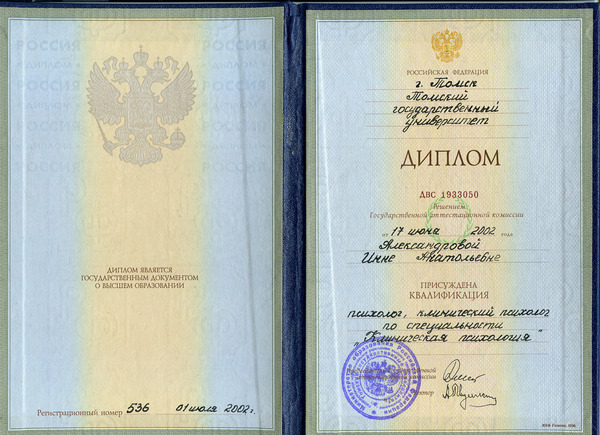 РОССИЯ
ДИПЛОМ ЯВЛЯЕТСЯ
ГОСУДАРСТВЕННЫМ ДОКУМЕНТОМ
О ВЫСШЕМ ОБРАЗОВАНИИ
Регистрационный номер 536 01 июля 2002 г.
РОССИЙСКАЯ ФЕДЕРАЦИЯ
г. Томск
Томский
государственный
университет
ДИПЛОМ
ДВС 1933050
Решением
Государственной аттестационной комиссии
от 17 июня 2002 года
Александровой
Инне Анатольевне
ПРИСУЖДЕНА
КВАЛИФИКАЦИЯ
психолог, клинический психолог
по специальности
"Клиническая психология"